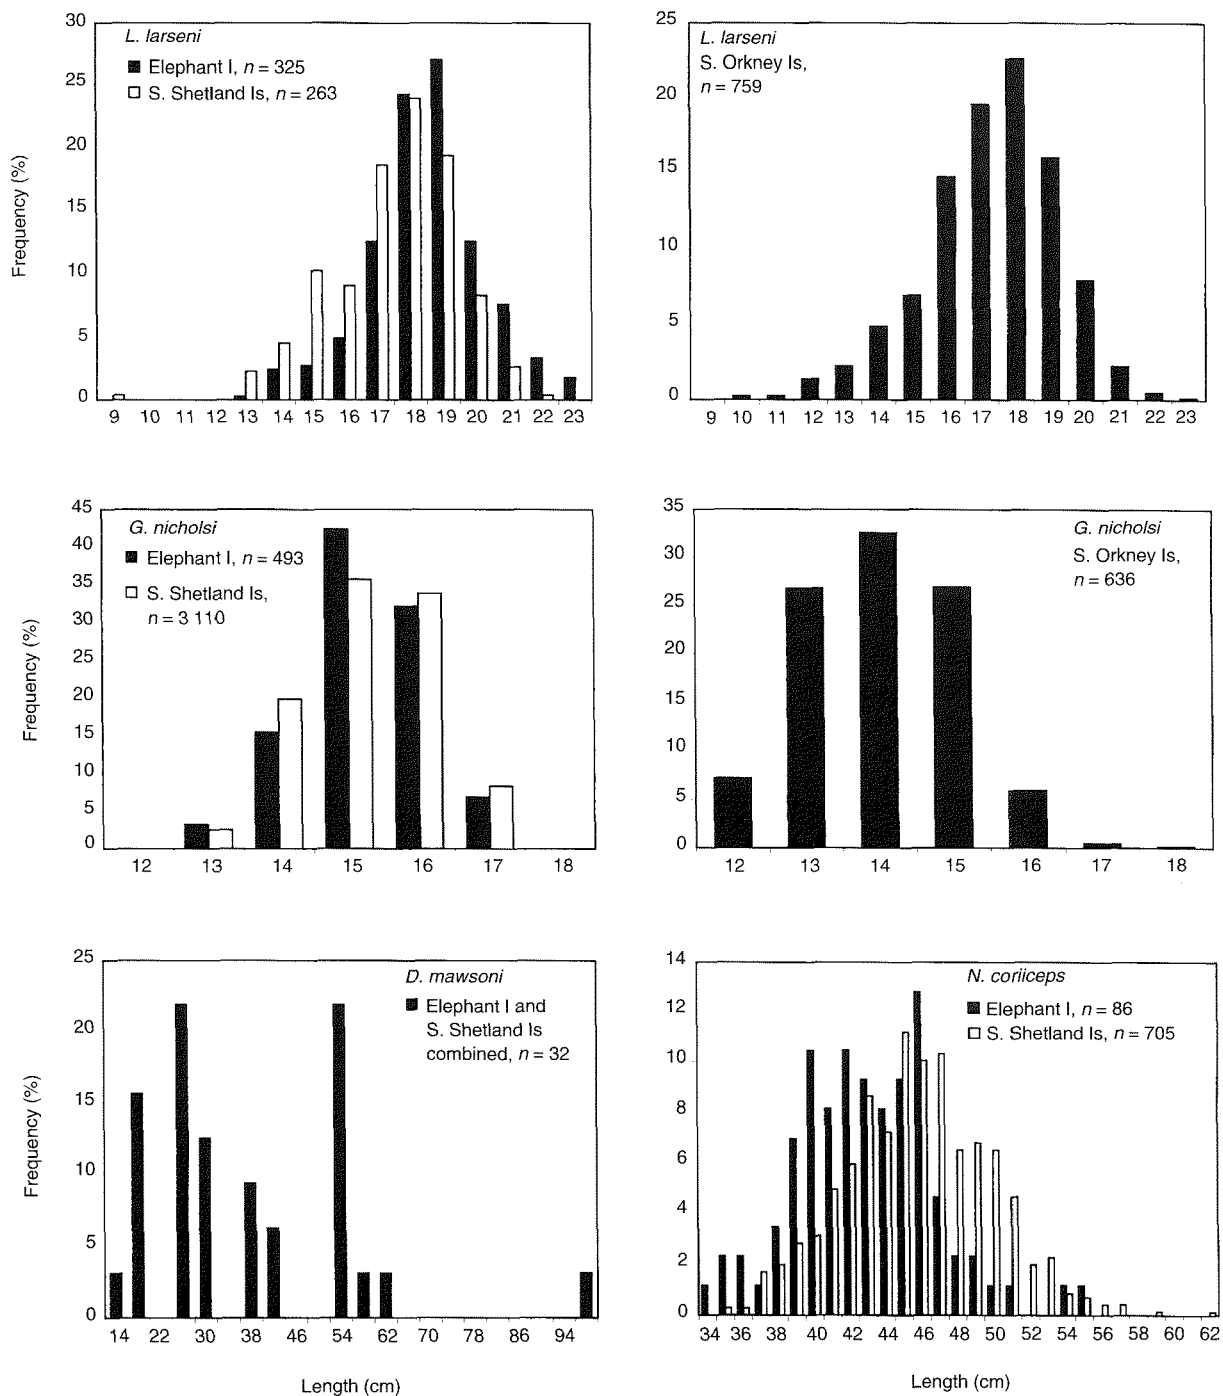 L. larseni
Elephant I, n = 325
S. Shetland Is, n = 263
Frequency (%)
30
25
20
15
10
5
0
9 10 11 12 13 14 15 16 17 18 19 20 21 22 23
L. larseni
S. Orkney Is,
n = 759
25
20
15
10
5
0
9 10 11 12 13 14 15 16 17 18 19 20 21 22 23
G. nicholsi
Elephant I, n = 493
S. Shetland Is,
n = 3 110
Frequency (%)
45
40
35
30
25
20
15
10
5
0
12 13 14 15 16 17 18
G. nicholsi
S. Orkney Is,
n = 636
35
30
25
20
15
10
5
0
12 13 14 15 16 17 18
D. mawsoni
Elephant I and
S. Shetland Is
combined, n = 32
Frequency (%)
25
20
15
10
5
0
14 22 30 38 46 54 62 70 78 86 94
Length (cm)
N. coriiceps
Elephant I, n = 86
S. Shetland Is, n = 705
14
12
10
8
6
4
2
0
34 36 38 40 42 44 46 48 50 52 54 56 58 60 62
Length (cm)